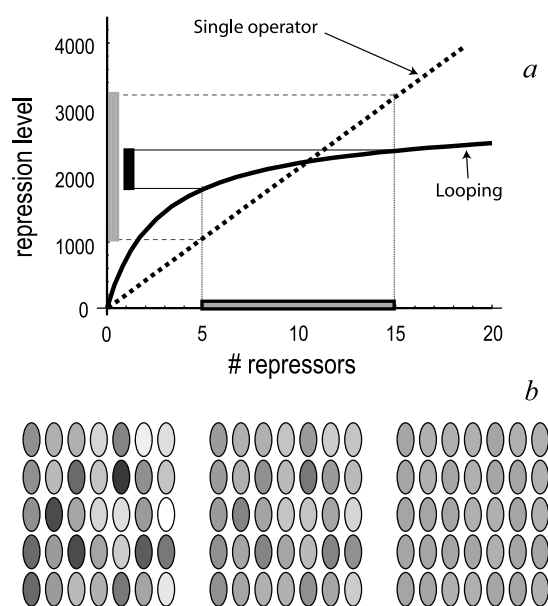 a
Single operator
Looping
repression level
4000
3000
2000
1000
0
0 5 10 15 20
# repressors
b